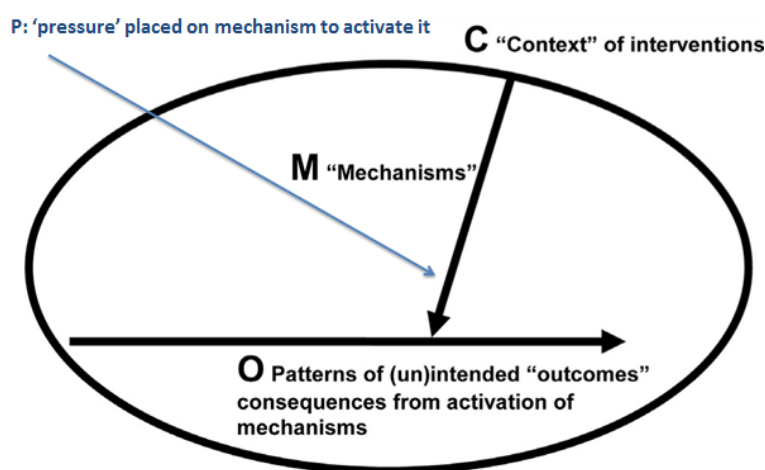 P: ‘pressure’ placed on mechanism to activate it
C “Context” of interventions
M “Mechanisms”
O Patterns of (un)intended “outcomes”
consequences from activation of
mechanisms